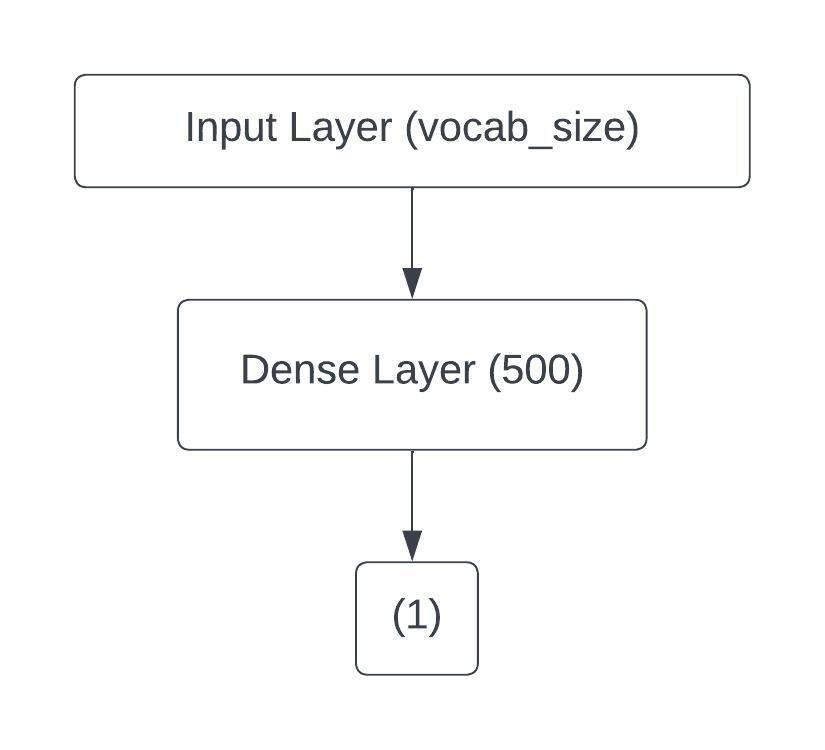 Input Layer (vocab_size)
Dense Layer (500)
(1)